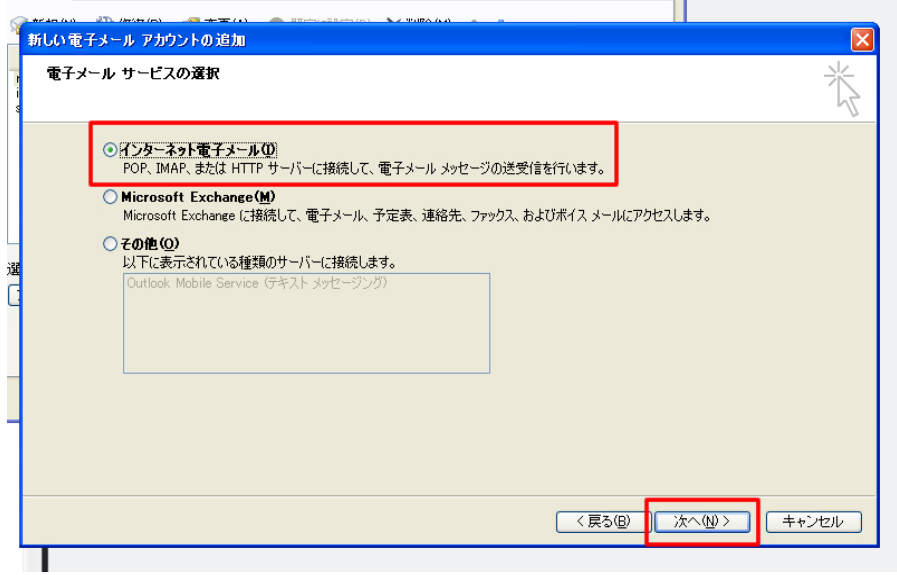 新しい電子メール アカウントの追加
電子メール サービスの選択
インターネット電子メール(I)
POP、IMAP、または HTTP サーバーに接続して、電子メール メッセージの送受信を行います。
Microsoft Exchange(M)
Microsoft Exchange に接続して、電子メール、予定表、連絡先、ファックス、およびボイス メールにアクセスします。
その他(O)
以下に表示されている種類のサーバーに接続します。
Outlook Mobile Service (テキスト メッセージング)
< 戻る(B) 次へ(N) > キャンセル